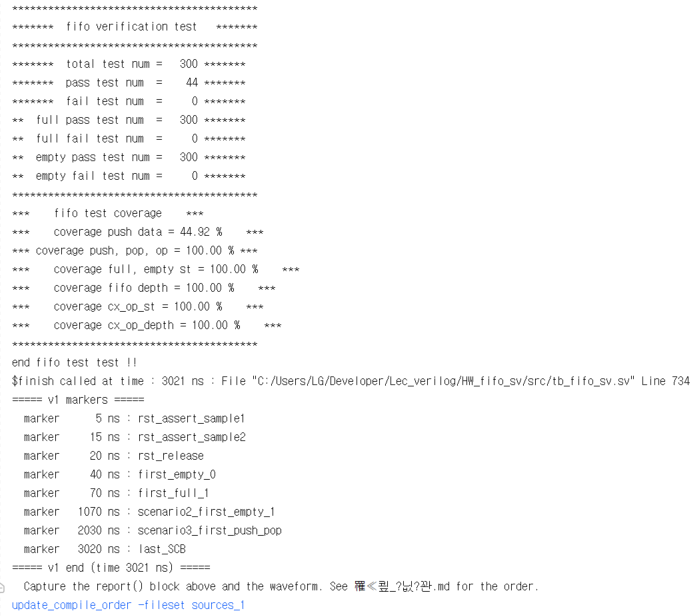 *****************************************
*******  fifo verification test   *******
*****************************************
*******  total test num =   300 *******
*******  pass test num  =    44 *******
*******  fail test num  =     0 *******
**  full pass test num  =   300 *******
**  full fail test num  =     0 *******
**  empty pass test num =   300 *******
**  empty fail test num =     0 *******
*****************************************
***    fifo test coverage    ***
***    coverage push data = 44.92 %    ***
*** coverage push, pop, op = 100.00 % ***
***    coverage full, empty st = 100.00 %    ***
***    coverage fifo depth = 100.00 %    ***
***    coverage cx_op_st = 100.00 %    ***
***    coverage cx_op_depth = 100.00 %    ***
*****************************************
end fifo test test !!
$finish called at time : 3021 ns : File "C:/Users/LG/Developer/Lec_verilog/HW_fifo_sv/src/tb_fifo_sv.sv" Line 734
===== v1 markers =====
marker     5 ns : rst_assert_sample1
marker    15 ns : rst_assert_sample2
marker    20 ns : rst_release
marker    40 ns : first_empty_0
marker    70 ns : first_full_1
marker  1070 ns : scenario2_first_empty_1
marker  2030 ns : scenario3_first_push_pop
marker  3020 ns : last_SCB
===== v1 end (time 3021 ns) =====
Capture the report() block above and the waveform. See .md for the order.
update_compile_order -fileset sources_1